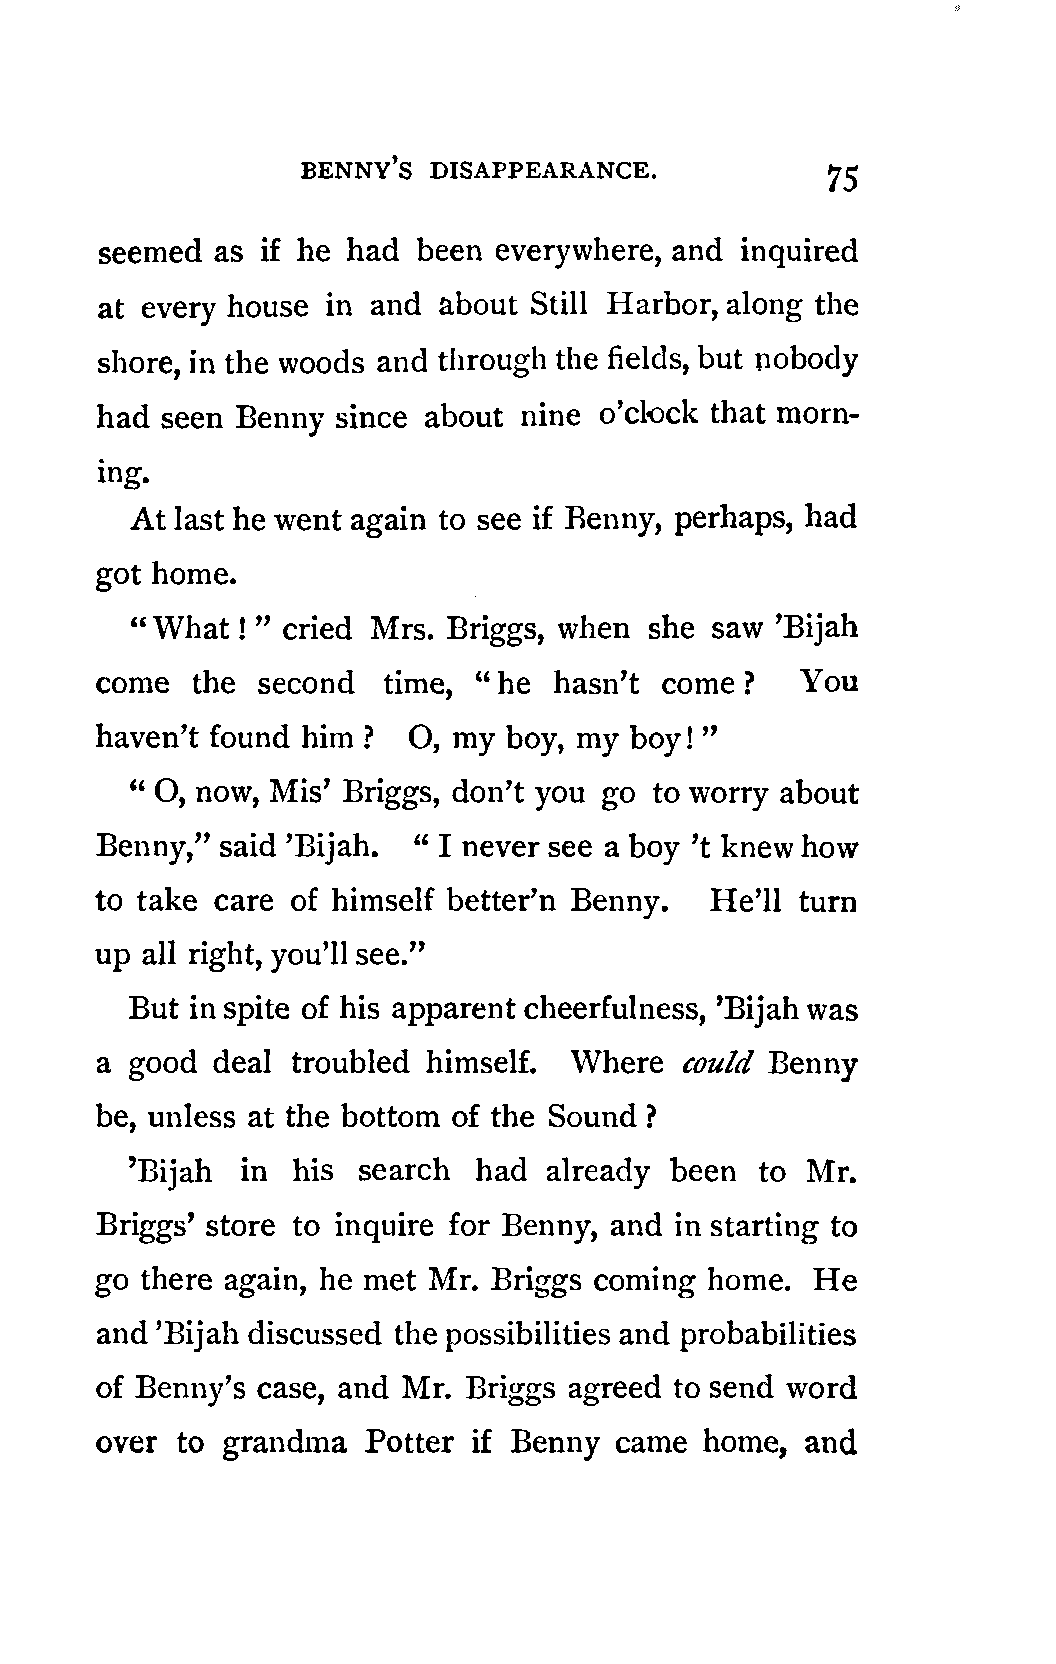 BENNY'S DISAPPEARANCE. 75
seemed as if he had been everywhere, and inquired
at every house in and about Still Harbor, along the
shore, in the woods and through the fields, but nobody
had seen Benny since about nine o'clock that morn-
ing.
At last he went again to see if Benny, perhaps, had
got home.
“What!” cried Mrs. Briggs, when she saw 'Bijah
come the second time, “he hasn't come? You
haven't found him? O, my boy, my boy!”
“O, now, Mis' Briggs, don't you go to worry about
Benny,” said 'Bijah. “I never see a boy 't knew how
to take care of himself better'n Benny. He'll turn
up all right, you'll see.”
But in spite of his apparent cheerfulness, 'Bijah was
a good deal troubled himself. Where could Benny
be, unless at the bottom of the Sound?
'Bijah in his search had already been to Mr.
Briggs' store to inquire for Benny, and in starting to
go there again, he met Mr. Briggs coming home. He
and 'Bijah discussed the possibilities and probabilities
of Benny's case, and Mr. Briggs agreed to send word
over to grandma Potter if Benny came home, and